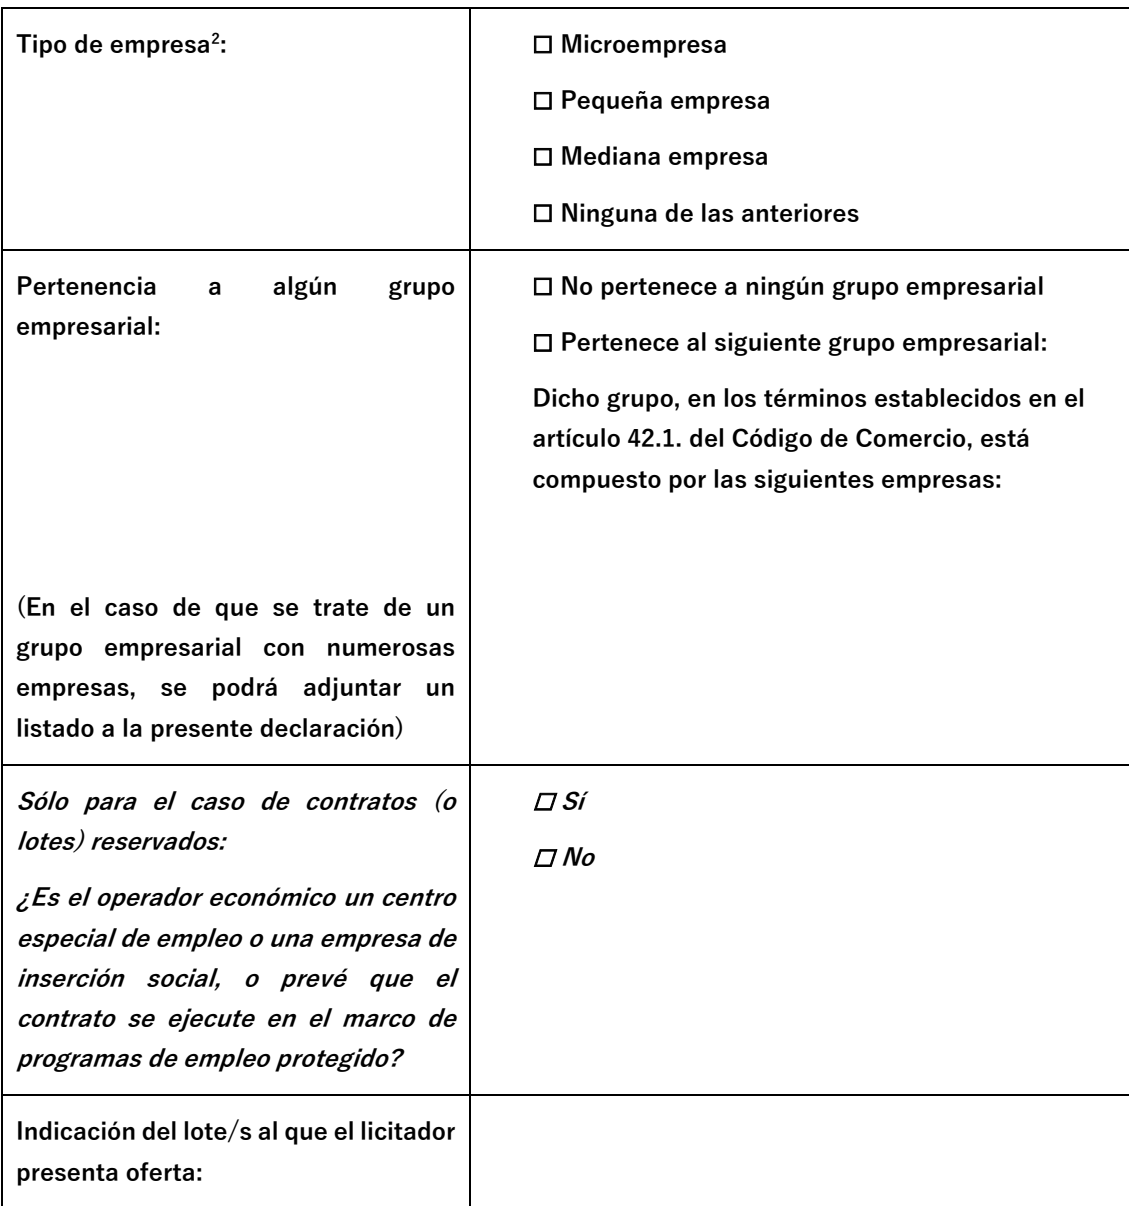 Tipo de empresa²:
☐ Microempresa
☐ Pequeña empresa
☐ Mediana empresa
☐ Ninguna de las anteriores
Pertenencia a algún grupo
empresarial:
(En el caso de que se trate de un
grupo empresarial con numerosas
empresas, se podrá adjuntar un
listado a la presente declaración)
☐ No pertenece a ningún grupo empresarial
☐ Pertenece al siguiente grupo empresarial:
Dicho grupo, en los términos establecidos en el
artículo 42.1. del Código de Comercio, está
compuesto por las siguientes empresas:
Sólo para el caso de contratos (o
lotes) reservados:
¿Es el operador económico un centro
especial de empleo o una empresa de
inserción social, o prevé que el
contrato se ejecute en el marco de
programas de empleo protegido?
☐ Sí
☐ No
Indicación del lote/s al que el licitador
presenta oferta: